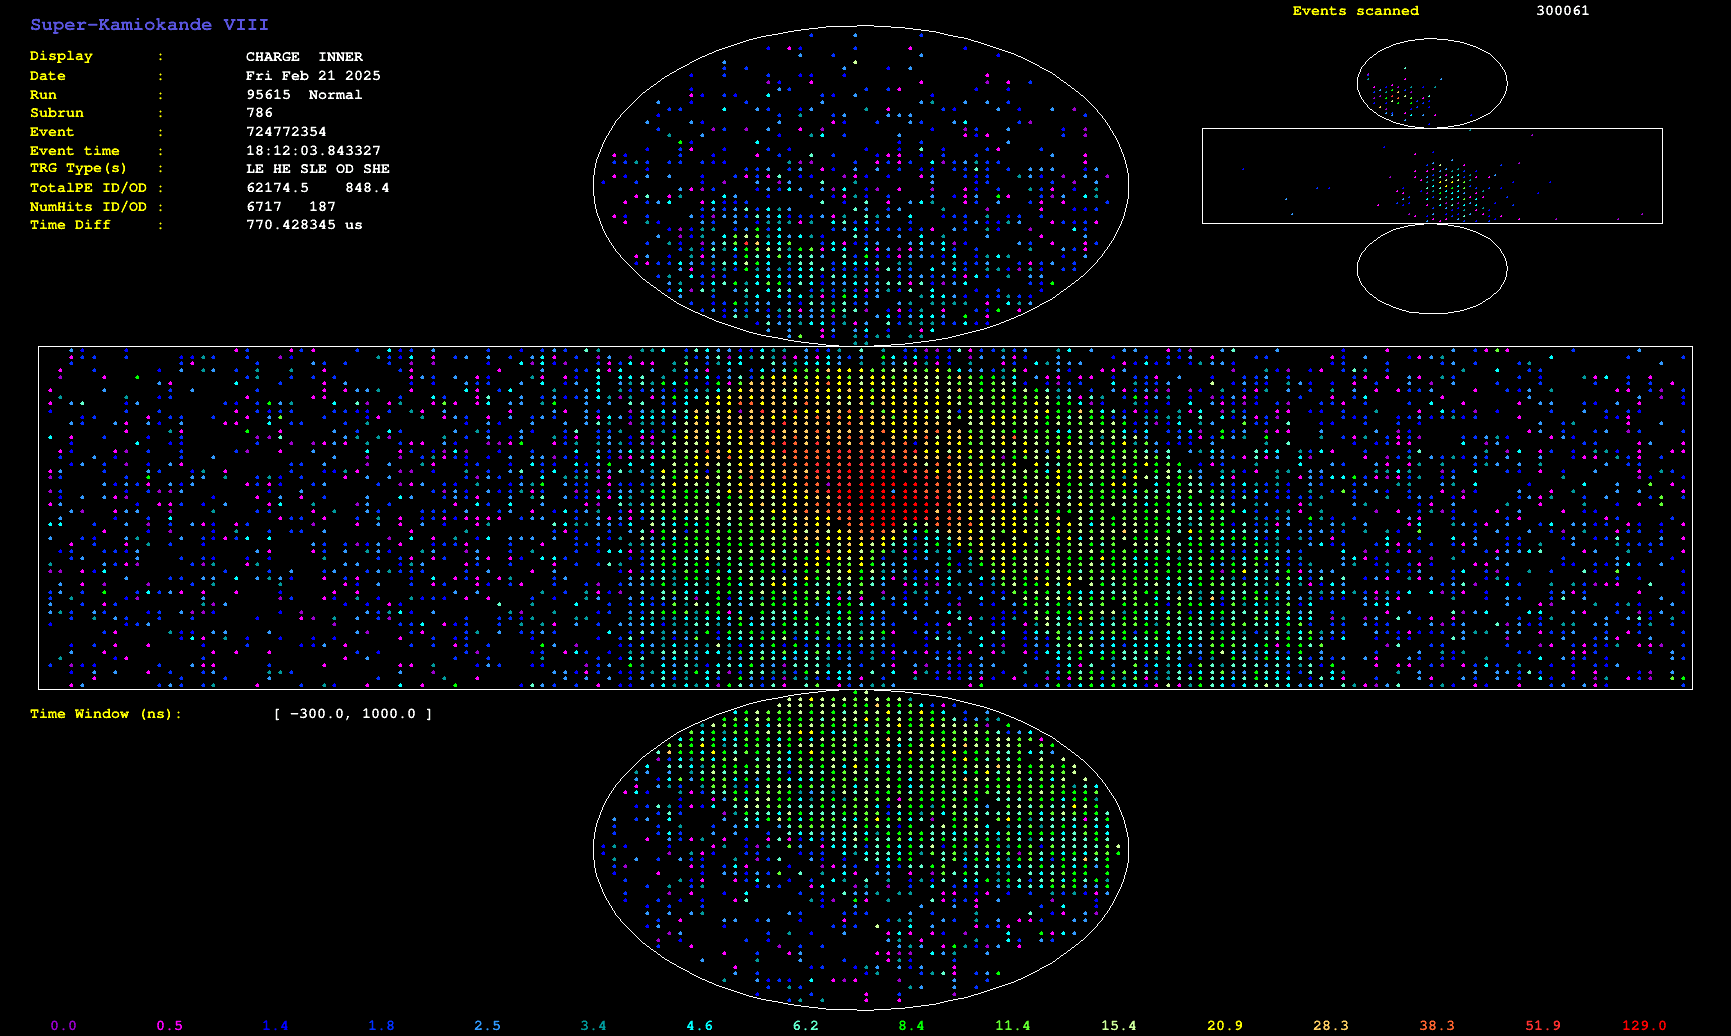 Super-Kamiokande VIII
Display : CHARGE INNER
Date : Fri Feb 21 2025
Run : 95615 Normal
Subrun : 786
Event : 724772354
Event time : 18:12:03.843327
TRG Type(s) : LE HE SLE OD SHE
TotalPE ID/OD : 62174.5 848.4
NumHits ID/OD : 6717 187
Time Diff : 770.428345 us
Events scanned 300061
Time Window (ns): [ -300.0, 1000.0 ]
0.0 0.5 1.4 1.8 2.5 3.4 4.6 6.2 8.4 11.4 15.4 20.9 28.3 38.3 51.9 129.0